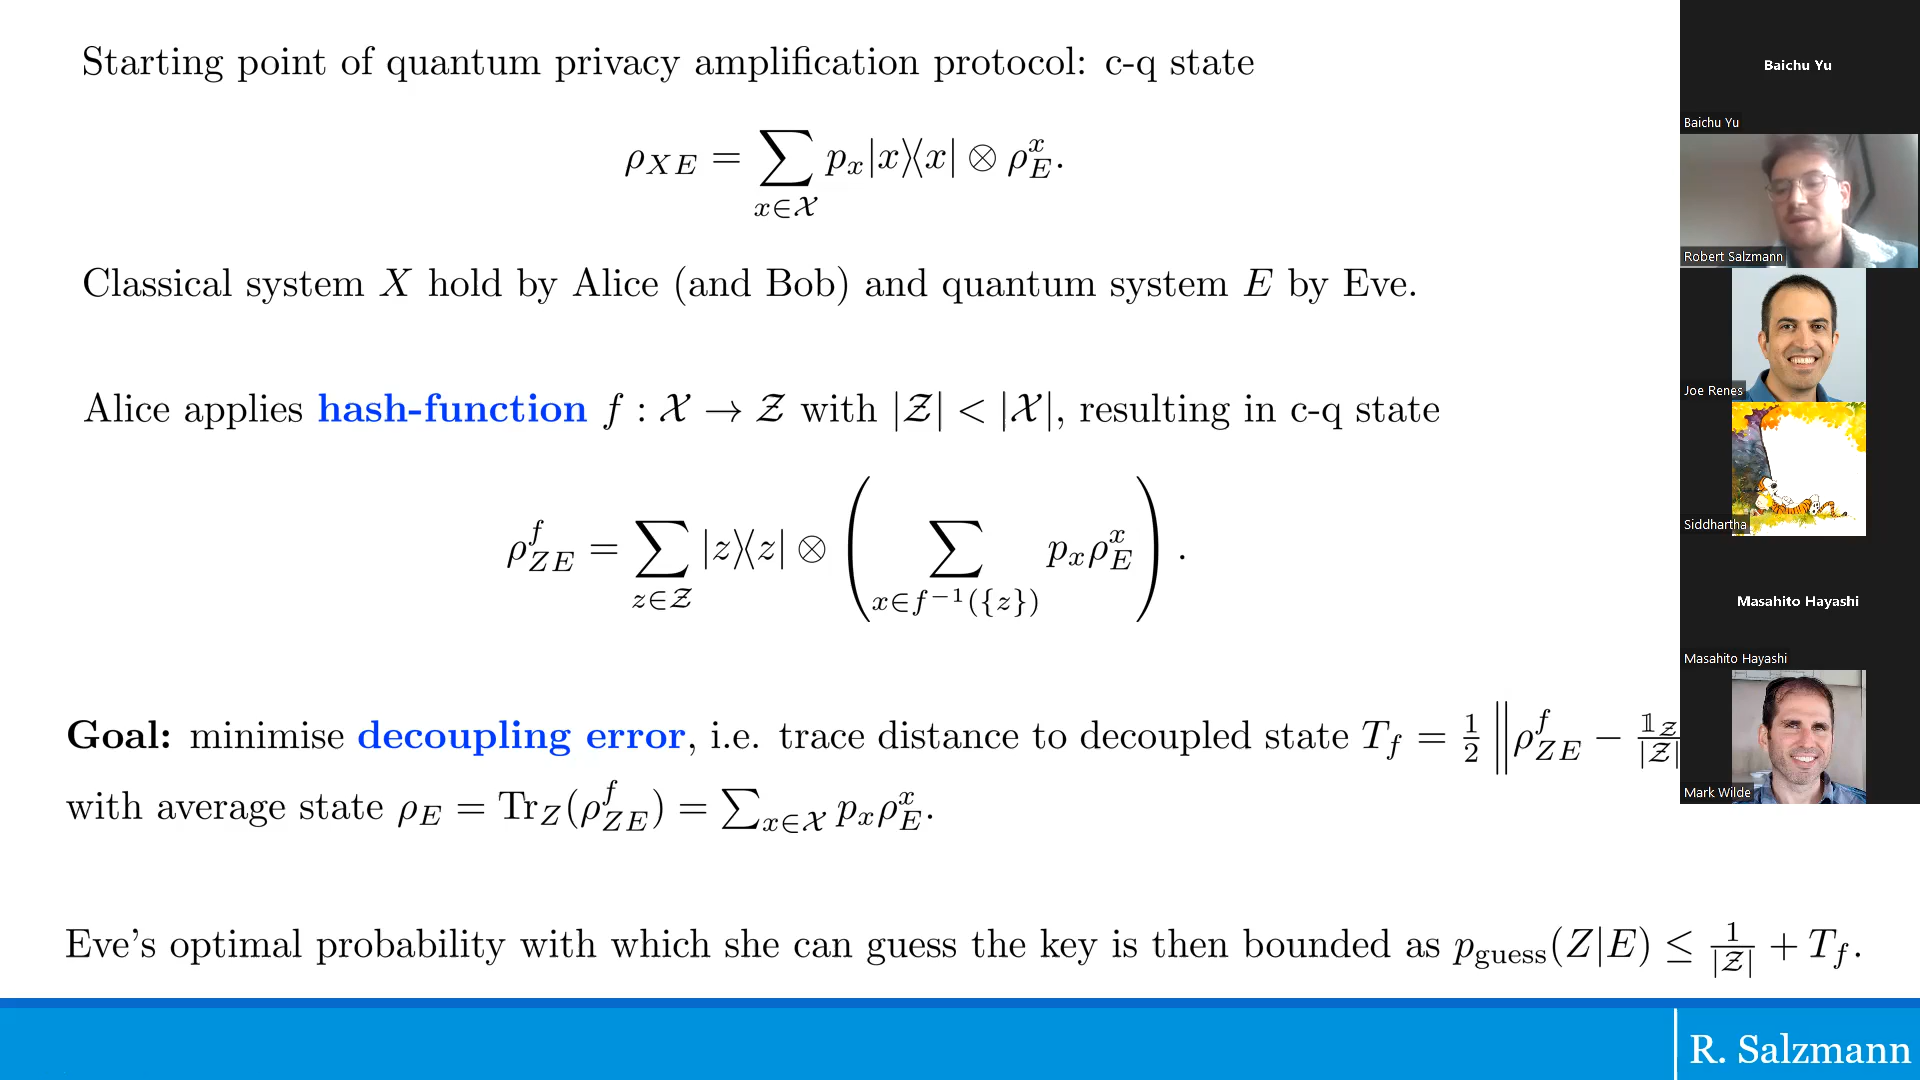 Starting point of quantum privacy amplification protocol: c-q state
ρ_{XE} = ∑_{x∈𝒳} p_x |x⟩⟨x| ⊗ ρ_E^x.
Classical system X hold by Alice (and Bob) and quantum system E by Eve.
Alice applies hash-function f : 𝒳 → 𝒵 with |𝒵| < |𝒳|, resulting in c-q state
ρ_{ZE}^f = ∑_{z∈𝒵} |z⟩⟨z| ⊗ ( ∑_{x∈f^{-1}({z})} p_x ρ_E^x ) .
Goal: minimise decoupling error, i.e. trace distance to decoupled state T_f = 1/2 ‖ρ_{ZE}^f − 𝟙_𝒵/|𝒵|
with average state ρ_E = Tr_Z(ρ_{ZE}^f) = ∑_{x∈𝒳} p_x ρ_E^x.
Eve's optimal probability with which she can guess the key is then bounded as p_{guess}(Z|E) ≤ 1/|𝒵| + T_f.
R. Salzmann
Baichu Yu
Baichu Yu
Robert Salzmann
Joe Renes
Siddhartha
Masahito Hayashi
Masahito Hayashi
Mark Wilde